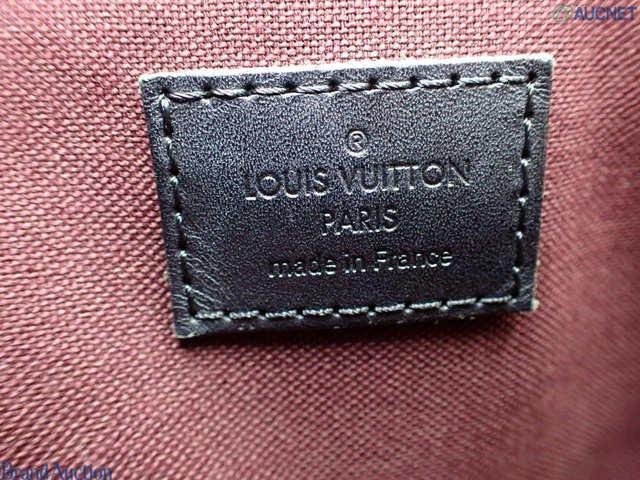 AUCNET
®
LOUIS VUITTON
PARIS
made in France
Brand Auction